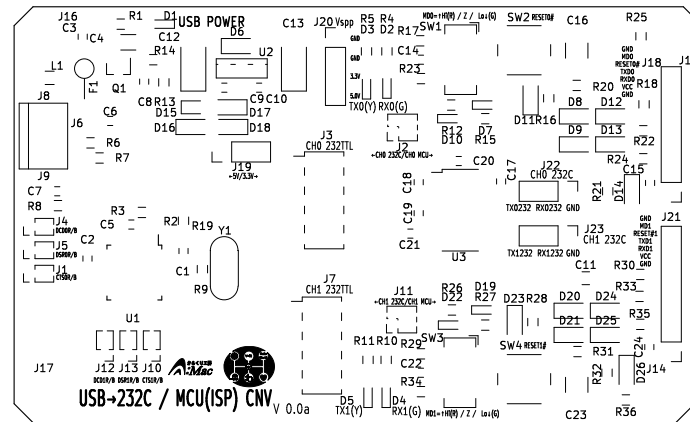 J16
C3
C4
R1
D1
C12
R14
USB POWER
D6
U2
C13
J20 Vspp
GND
3.3V
5.0V
R5 R4
D3 D2
R17
C14
R23
SW1
MD0=↑H1(R) / Z / Lo↓(G)
SW2 RESET0#
C16
R25
GND
MD0
RESET0#
TXD0
RXD0
VCC
GND
J18
J1
L1
F1
Q1
J8
J6
C8 R13
D15
D16
C9 C10
D17
D18
TX0(Y) RX0(G)
R20
R18
D8 D12
D11 R16
R12
D10
D7
R15
D9 D13
R22
R24
C6
R6
R7
J9
C7
R8
J3
CH0 232TTL
J2
←CH0 232C/CH0 MCU→
J19
←5V/3.3V→
C20
C17
C18
C19
C21
U3
J22
CH0 232C
TX0232 RX0232 GND
R21
D14
C15
J4
DCD0R/B
J5
DSR0R/B
J1
CTS0R/B
R3
C5
C2
R2
R19
Y1
C1
R9
J23
CH1 232C
TX1232 RX1232 GND
GND
MD1
RESET#1
TXD1
RXD1
VCC
GND
J21
C11
R30
R33
J7
CH1 232TTL
J11
←CH1 232C/CH1 MCU→
R26
D22
D19
R27
D23
R28
D20 D24
D21 D25
R35
U1
J12 J13 J10
DCD1R/B DSR1R/B CTS1R/B
R11 R10
R29
C22
R34
SW3
SW4 RESET1#
R31
R32
D26
C24
J14
J17
A-Mac
USB→232C / MCU(ISP) CNV
V 0.0a
D5 D4
TX1(Y) RX1(G)
MD1=↑H1(R) / Z / Lo↓(G)
C23
R36